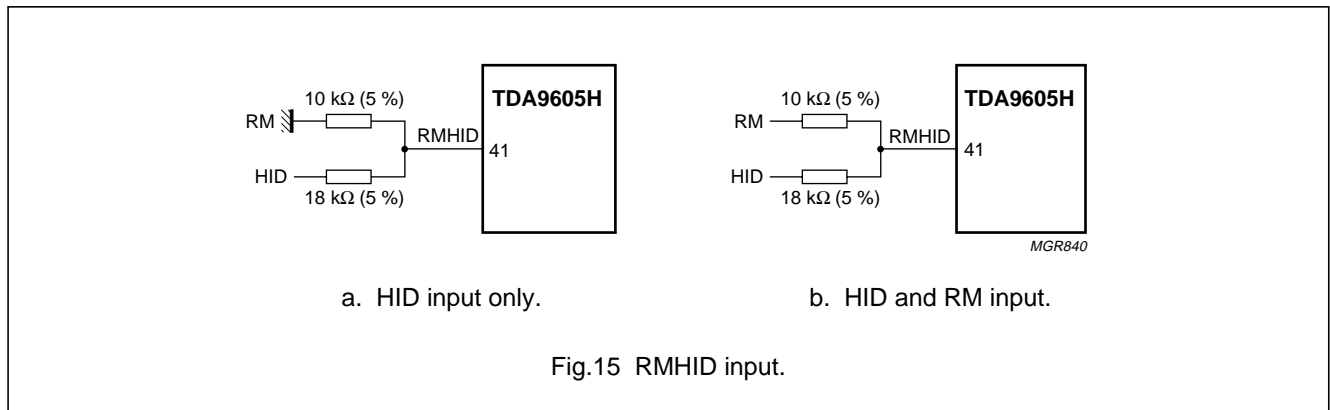 10 kΩ (5 %)
TDA9605H
RM
RMHID
41
HID
18 kΩ (5 %)
a. HID input only.
10 kΩ (5 %)
TDA9605H
RM
RMHID
41
HID
18 kΩ (5 %)
MGR840
b. HID and RM input.
Fig.15 RMHID input.